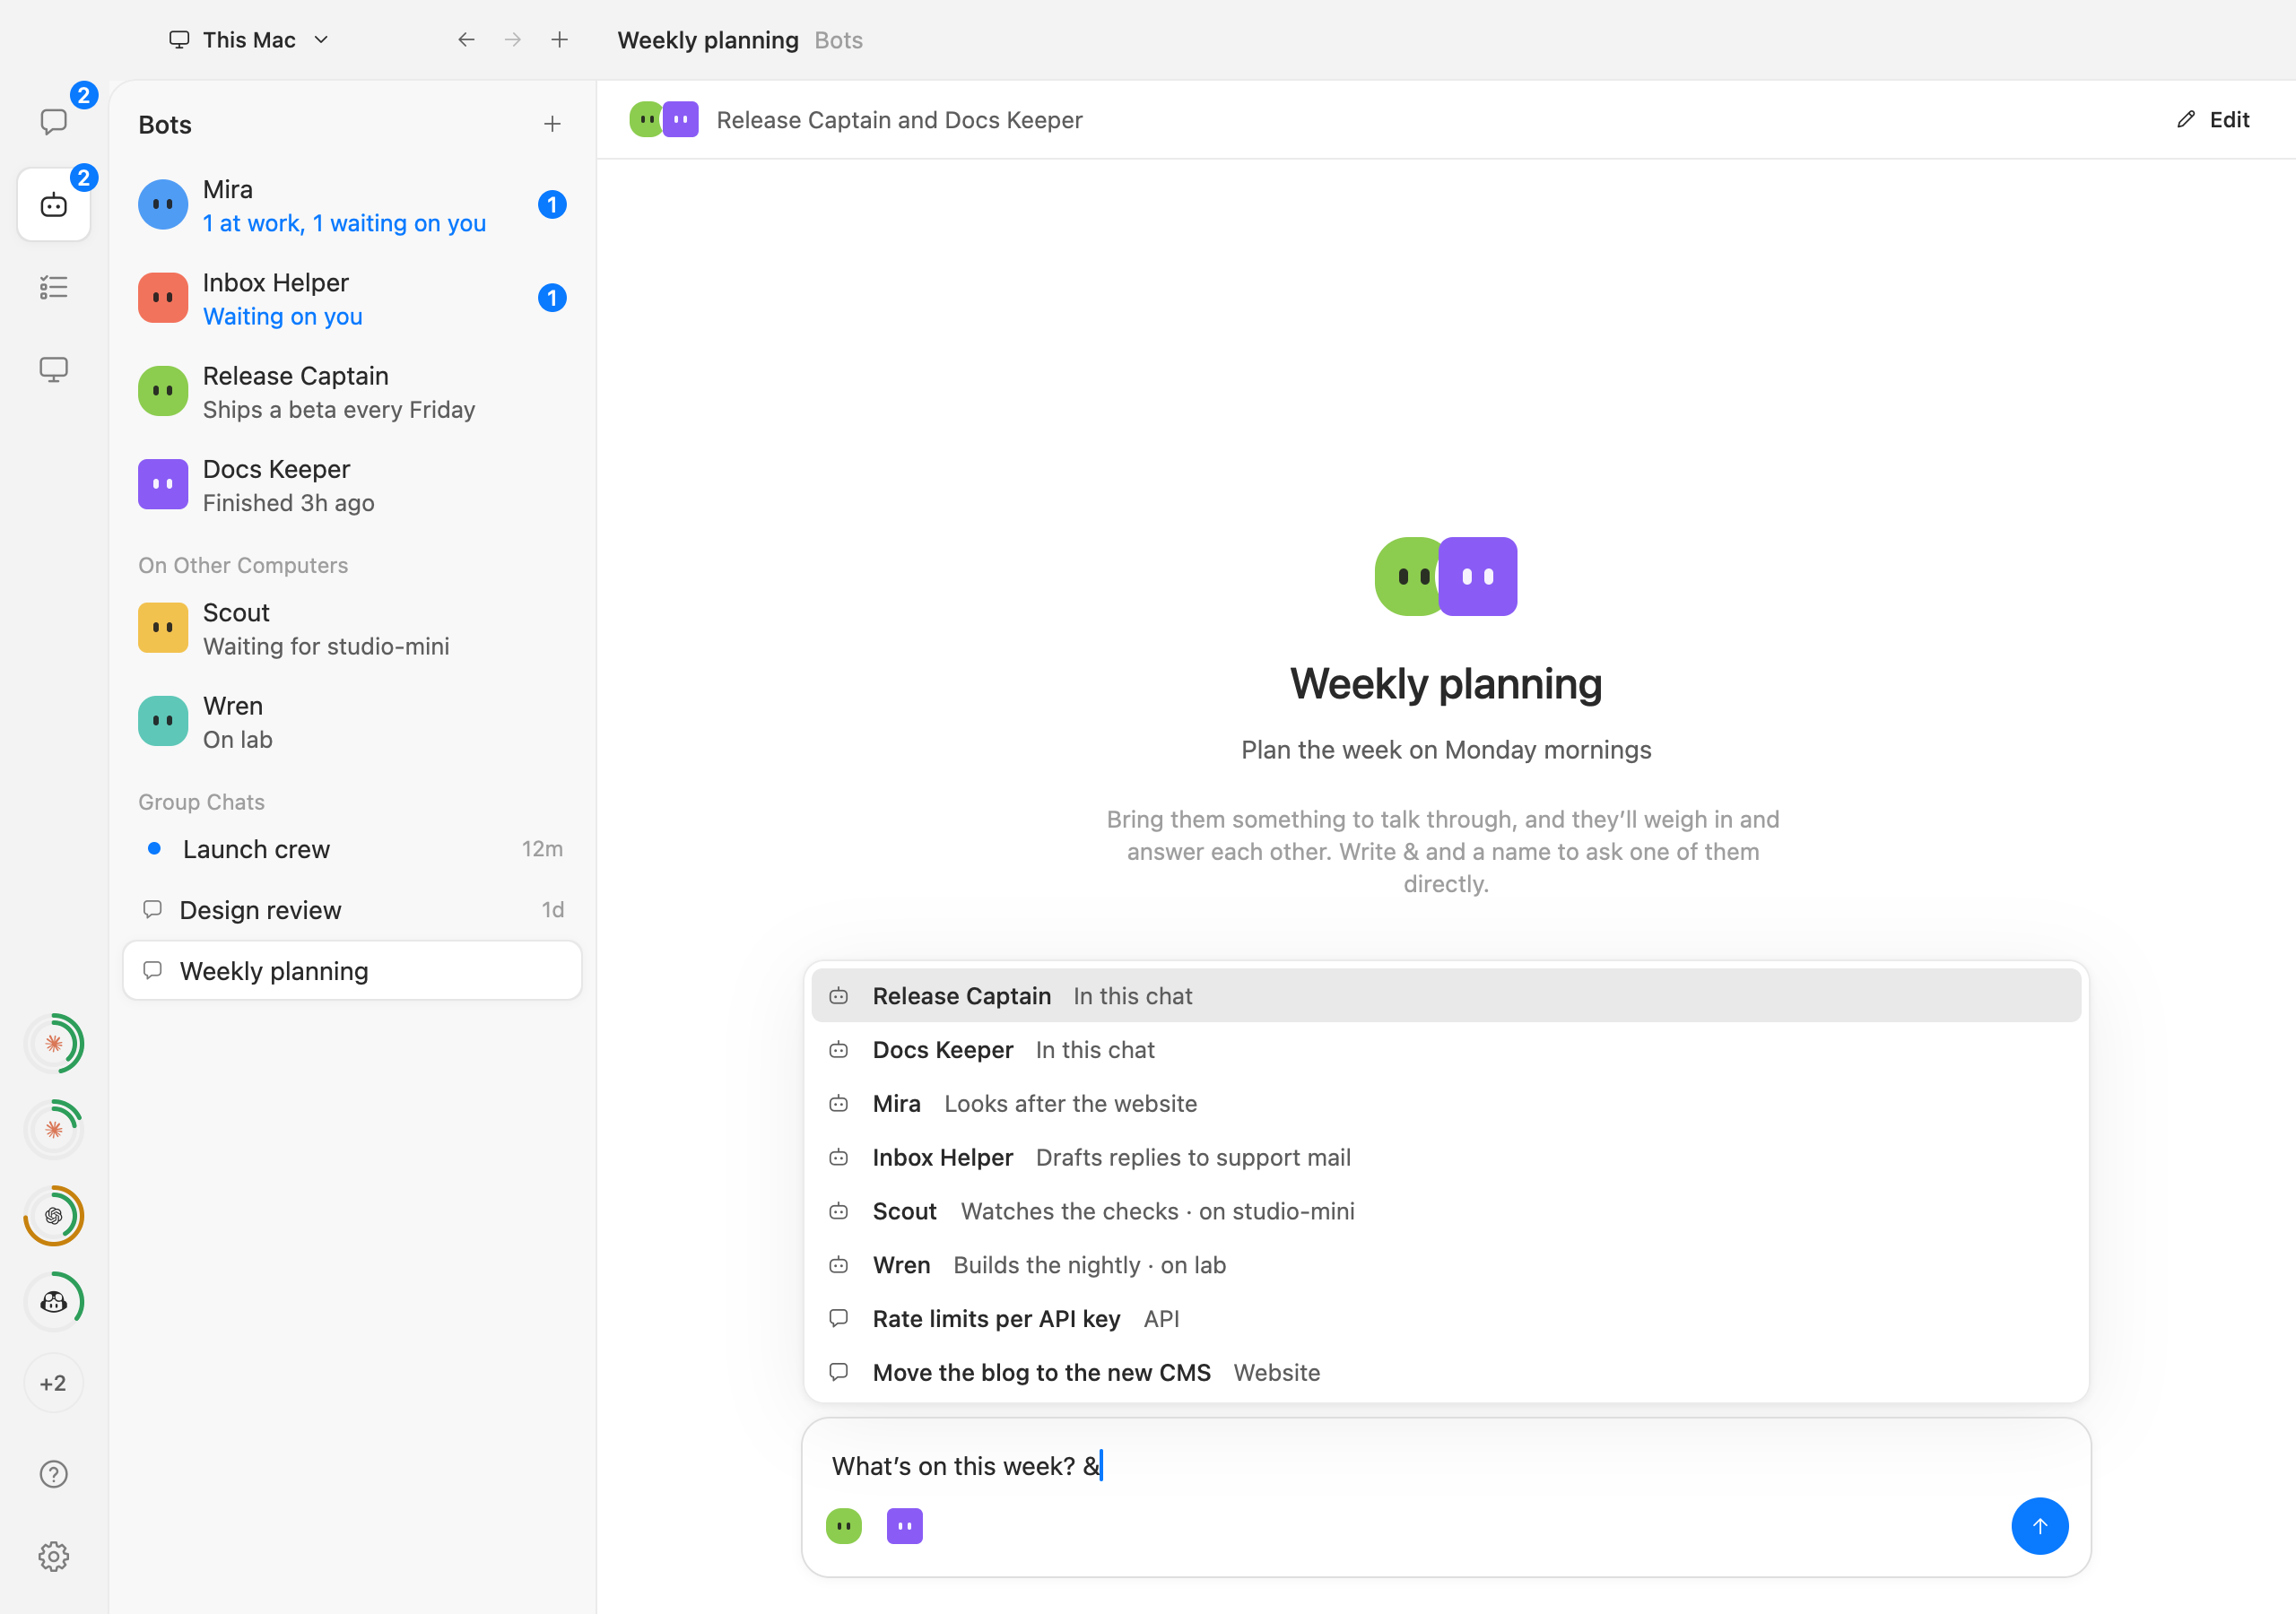 This Mac
Weekly planning Bots
2
2
Bots
Mira
1 at work, 1 waiting on you
1
Inbox Helper
Waiting on you
1
Release Captain
Ships a beta every Friday
Docs Keeper
Finished 3h ago
On Other Computers
Scout
Waiting for studio-mini
Wren
On lab
Group Chats
Launch crew 12m
Design review 1d
Weekly planning
+2
Release Captain and Docs Keeper
Edit
Weekly planning
Plan the week on Monday mornings
Bring them something to talk through, and they’ll weigh in and
answer each other. Write & and a name to ask one of them
directly.
Release Captain In this chat
Docs Keeper In this chat
Mira Looks after the website
Inbox Helper Drafts replies to support mail
Scout Watches the checks · on studio-mini
Wren Builds the nightly · on lab
Rate limits per API key API
Move the blog to the new CMS Website
What’s on this week? &